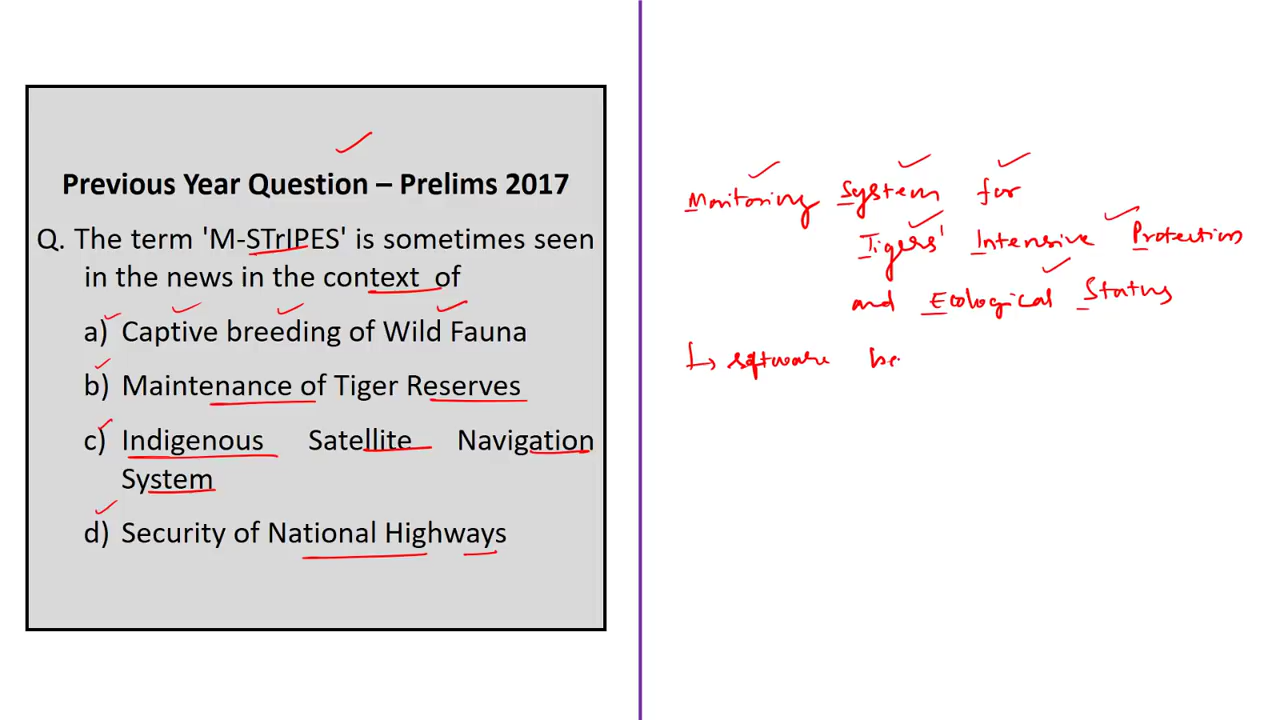 Previous Year Question – Prelims 2017
Q. The term 'M-STrIPES' is sometimes seen
in the news in the context of
a) Captive breeding of Wild Fauna
b) Maintenance of Tiger Reserves
c) Indigenous Satellite Navigation
System
d) Security of National Highways
Monitoring System for
Tigers' Intensive Protection
and Ecological Status
↳ software be